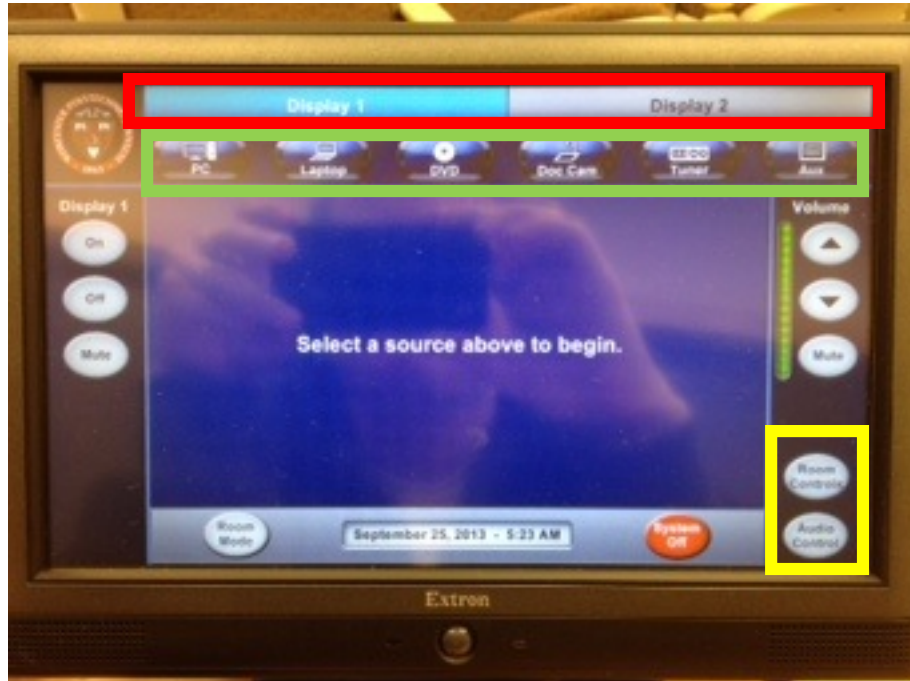 Display 1 Display 2
PC Laptop DVD Doc Cam Tuner Aux
Display 1
On
Off
Mute
Select a source above to begin.
Volume
Mute
Room
Controls
Audio
Control
Room
Mode
September 25, 2013 - 5:23 AM
System
Off
Extron